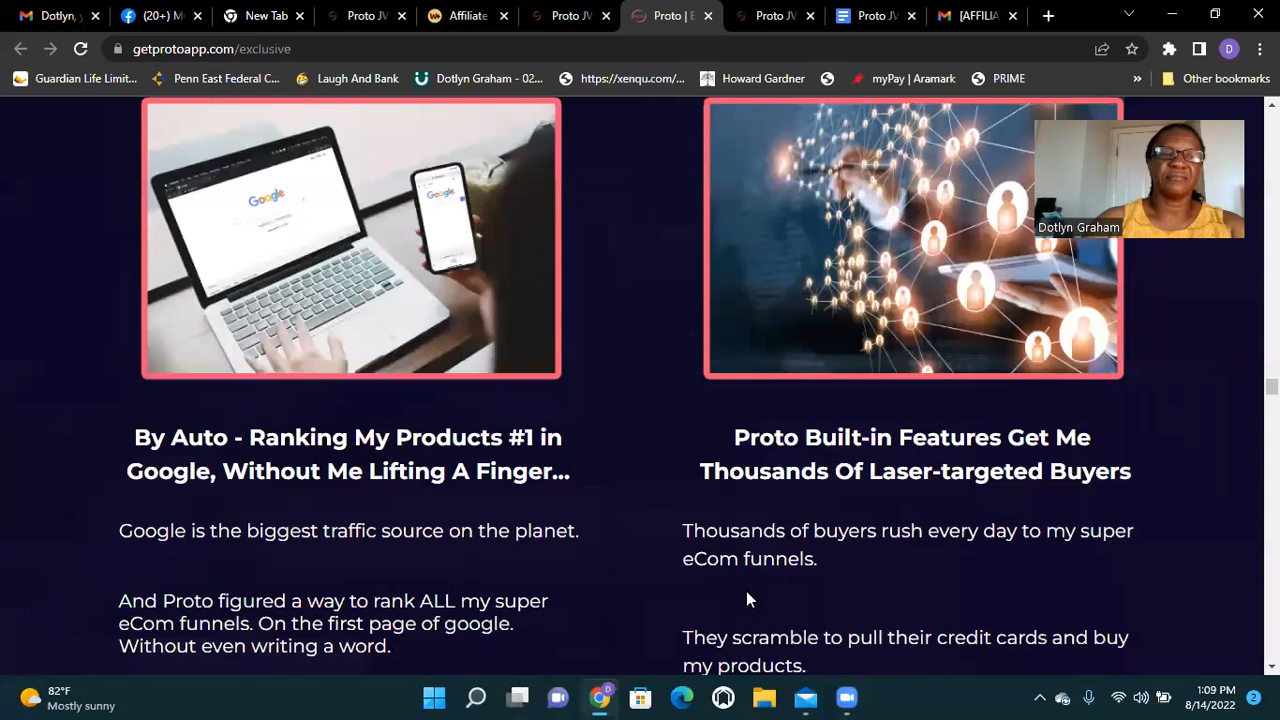 Dotlyn, y
(20+) M
New Tab
Proto JV
Affiliate
Proto JV
Proto | E
Proto JV
Proto JV
[AFFILIA
D
getprotoapp.com/exclusive
Guardian Life Limit...
Penn East Federal C...
Laugh And Bank
Dotlyn Graham - 02...
https://xenqu.com/...
Howard Gardner
myPay | Aramark
PRIME
»
Other bookmarks
Google
Google
Dotlyn Graham
By Auto - Ranking My Products #1 in
Google, Without Me Lifting A Finger...
Google is the biggest traffic source on the planet.
And Proto figured a way to rank ALL my super
eCom funnels. On the first page of google.
Without even writing a word.
Proto Built-in Features Get Me
Thousands Of Laser-targeted Buyers
Thousands of buyers rush every day to my super
eCom funnels.
They scramble to pull their credit cards and buy
my products.
82°F
Mostly sunny
D
1:09 PM
8/14/2022
2